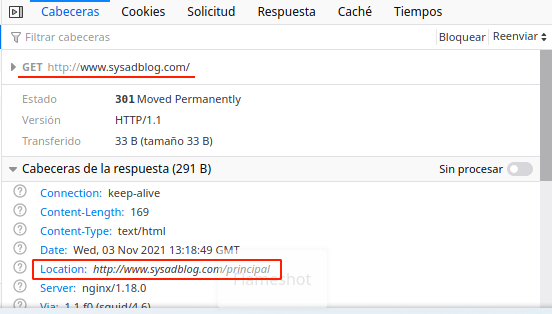 Cabeceras Cookies Solicitud Respuesta Caché Tiempos
Filtrar cabeceras Bloquear Reenviar
GET http://www.sysadblog.com/
Estado 301 Moved Permanently
Versión HTTP/1.1
Transferido 33 B (tamaño 33 B)
Cabeceras de la respuesta (291 B) Sin procesar
Connection: keep-alive
Content-Length: 169
Content-Type: text/html
Date: Wed, 03 Nov 2021 13:18:49 GMT
Location: http://www.sysadblog.com/principal
Flameshot
Server: nginx/1.18.0
Via: 1.1 f0 (squid/4.6)